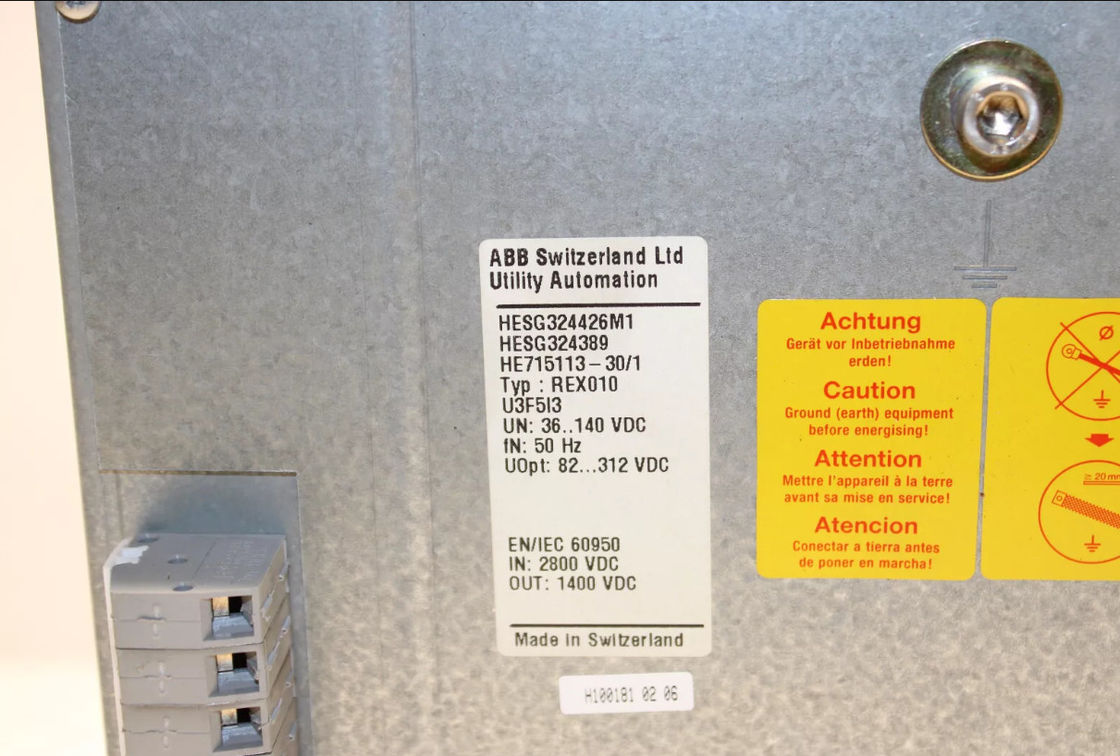 ABB Switzerland Ltd
Utility Automation
HESG324426M1
HESG324389
HE715113-30/1
Typ : REX010
U3F5I3
UN: 36..140 VDC
fN: 50 Hz
UOpt: 82...312 VDC
EN/IEC 60950
IN: 2800 VDC
OUT: 1400 VDC
Made in Switzerland
H100181 02 06
Achtung
Gerät vor Inbetriebnahme
erden!
Caution
Ground (earth) equipment
before energising!
Attention
Mettre l'appareil à la terre
avant sa mise en service!
Atencion
Conectar a tierra antes
de poner en marcha!
Ø
≥ 20 mm